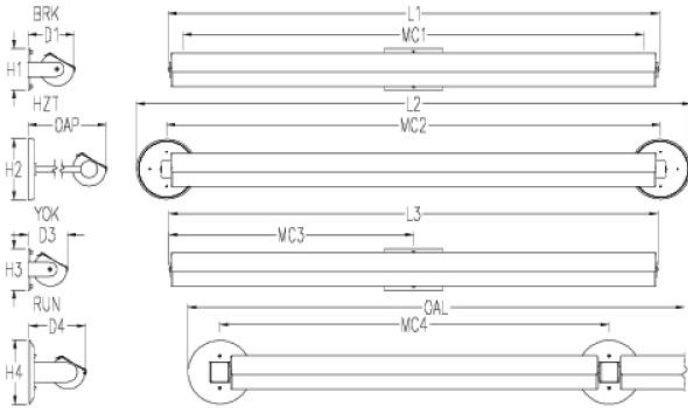 BRK
D1
H1
L1
MC1
HZT
OAP
H2
L2
MC2
YOK
D3
H3
L3
MC3
RUN
D4
H4
OAL
MC4